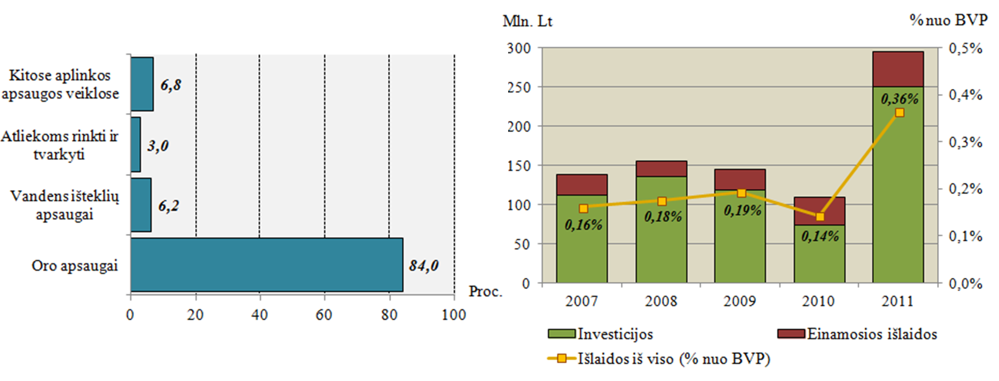 Kitose aplinkos
apsaugos veiklose
6,8
Atliekoms rinkti ir
tvarkyti
3,0
Vandens išteklių
apsaugai
6,2
Oro apsaugai
84,0
Proc.
0 20 40 60 80 100
Mln. Lt
% nuo BVP
300
250
200
150
100
50
0
0,5%
0,4%
0,3%
0,2%
0,1%
0,0%
0,16%
0,18%
0,19%
0,14%
0,36%
2007 2008 2009 2010 2011
Investicijos
Einamosios išlaidos
Išlaidos iš viso (% nuo BVP)